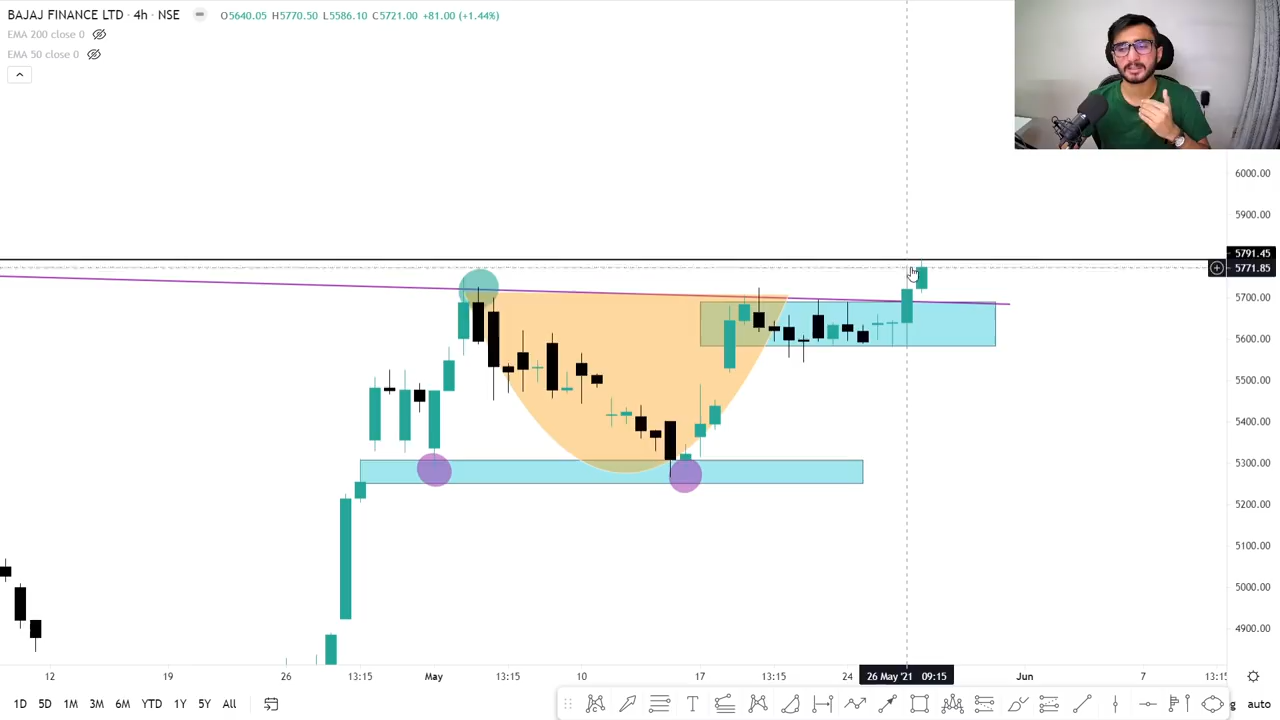 BAJAJ FINANCE LTD · 4h · NSE O5640.05 H5770.50 L5586.10 C5721.00 +81.00 (+1.44%)
EMA 200 close 0
EMA 50 close 0
6000.00
5900.00
5791.45
5771.85
5700.00
5600.00
5500.00
5400.00
5300.00
5200.00
5100.00
5000.00
4900.00
12 19 26 13:15 May 13:15 10 17 13:15 24 26 May '21 09:15 Jun 7 13:15
1D 5D 1M 3M 6M YTD 1Y 5Y All auto